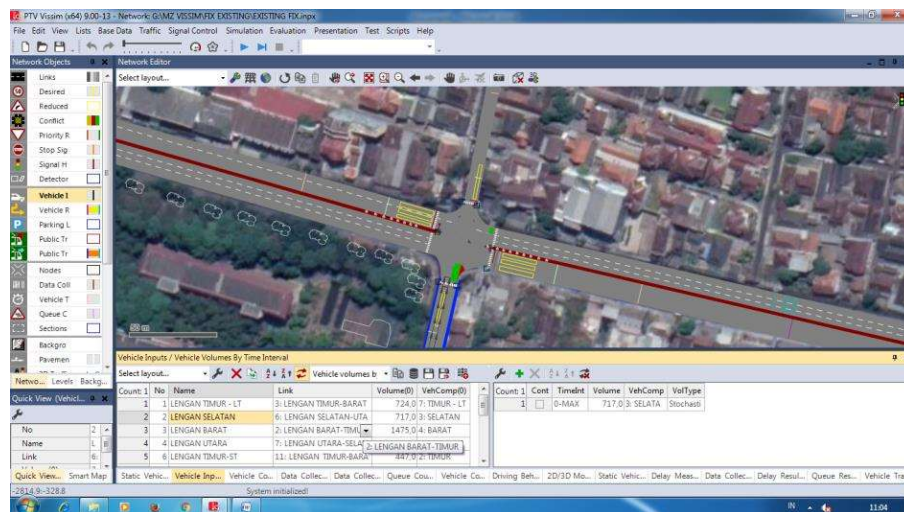 PTV Vissim (x64) 9.00-13 - Network: G:\MZ VISSIM\FIX EXISTING\EXISTING FIX.inpx
File Edit View Lists Base Data Traffic Signal Control Simulation Evaluation Presentation Test Scripts Help
Network Objects
Network Editor
Select layout...
Links
Desired
Reduced
Conflict
Priority R
Stop Sig
Signal H
Detector
Vehicle I
Vehicle R
Parking L
Public Tr
Public Tr
Nodes
Data Coll
Vehicle T
Queue C
Sections
Backgro
Pavemen
50 m
Netwo... Levels Backg...
Vehicle Inputs / Vehicle Volumes By Time Interval
Select layout... Vehicle volumes b
Quick View (Vehicl...
No 2
Name L
Link 6:
Count: 1 No Name Link Volume(0) VehComp(0)
1 1 LENGAN TIMUR - LT 3: LENGAN TIMUR-BARAT 724,0 7: TIMUR - LT
2 2 LENGAN SELATAN 6: LENGAN SELATAN-UTA 717,0 3: SELATAN
3 3 LENGAN BARAT 2: LENGAN BARAT-TIMU 1475,0 4: BARAT
4 4 LENGAN UTARA 7: LENGAN UTARA-SELA
2: LENGAN BARAT-TIMUR
5 6 LENGAN TIMUR-ST 11: LENGAN TIMUR-BARA 447,0 2: TIMUR
Count: 1 Cont TimeInt Volume VehComp VolType
1 0-MAX 717,0 3: SELATA Stochasti
Quick View... Smart Map
Static Vehic... Vehicle Inp... Vehicle Co... Data Collec... Data Collec... Queue Cou... Vehicle Co... Driving Beh... 2D/3D Mo... Static Vehic... Delay Meas... Data Collec... Delay Resul... Queue Res... Vehicle Tra
-2814.9:-328.8
System initialized!
IN
11:04